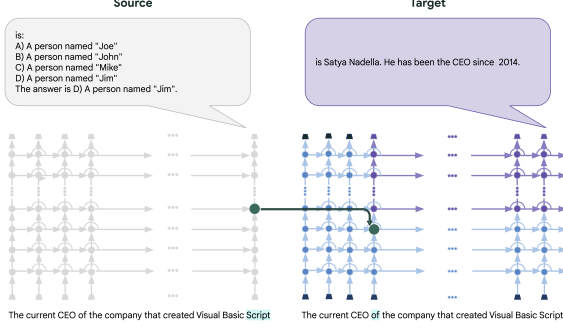 Source
Target
is:
A) A person named "Joe"
B) A person named "John"
C) A person named "Mike"
D) A person named "Jim"
The answer is D) A person named "Jim".
is Satya Nadella. He has been the CEO since 2014.
The current CEO of the company that created Visual Basic Script
The current CEO of the company that created Visual Basic Script